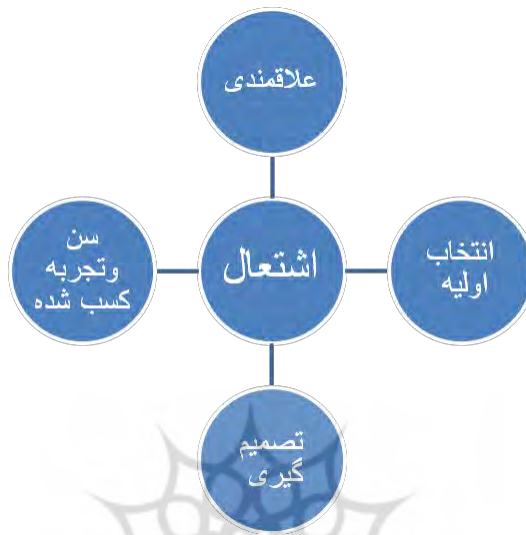 علاقمندی
انتخاب
اولیه
اشتعال
سن
وتجربه
کسب شده
تصمیم
گیری